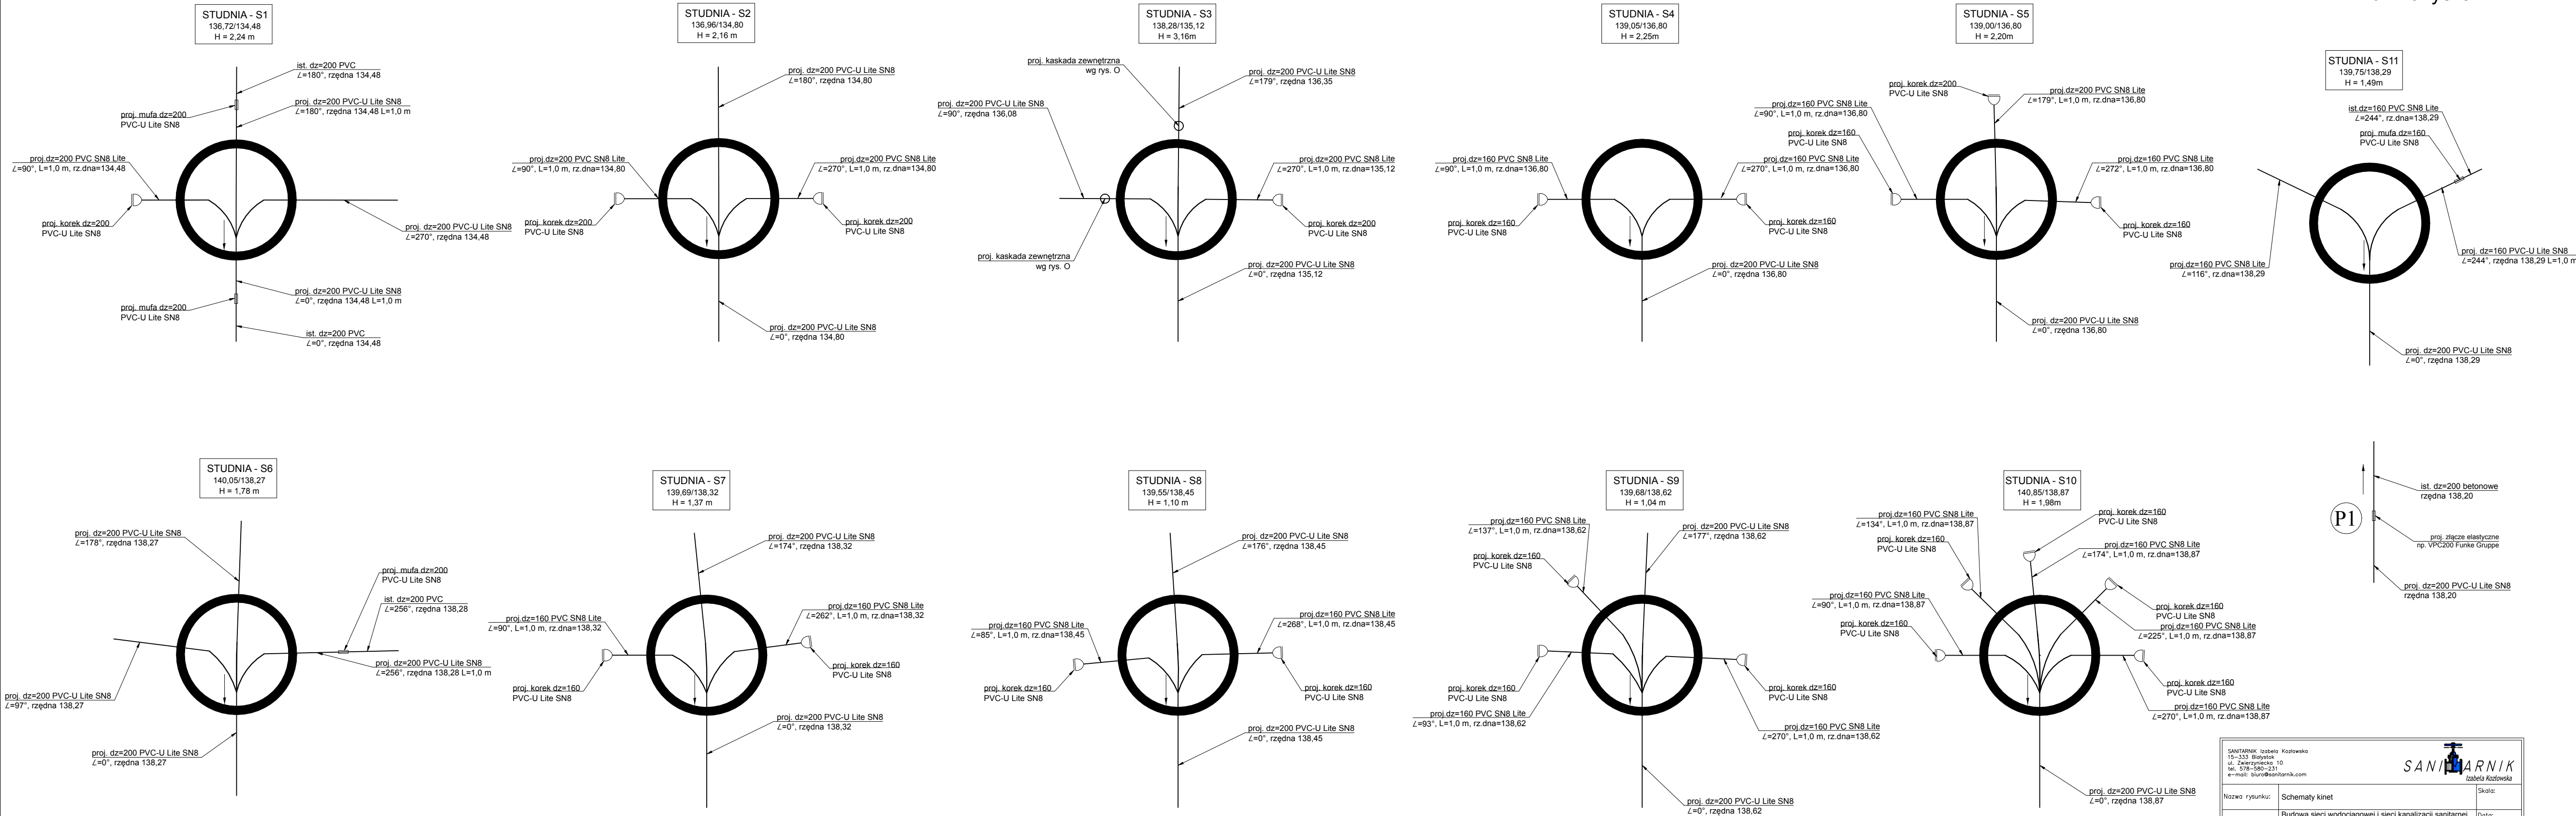 STUDNIA - S1
136,72/134,48
H = 2,24 m
ist. dz=200 PVC
∠=180°, rzędna 134,48
proj. mufa dz=200
PVC-U Lite SN8
proj. dz=200 PVC-U Lite SN8
∠=180°, rzędna 134,48 L=1,0 m
proj.dz=200 PVC SN8 Lite
∠=90°, L=1,0 m, rz.dna=134,48
proj. korek dz=200
PVC-U Lite SN8
proj. dz=200 PVC-U Lite SN8
∠=270°, rzędna 134,48
proj. dz=200 PVC-U Lite SN8
∠=0°, rzędna 134,48 L=1,0 m
proj. mufa dz=200
PVC-U Lite SN8
ist. dz=200 PVC
∠=0°, rzędna 134,48
STUDNIA - S2
136,96/134,80
H = 2,16 m
proj. dz=200 PVC-U Lite SN8
∠=180°, rzędna 134,80
proj.dz=200 PVC SN8 Lite
∠=90°, L=1,0 m, rz.dna=134,80
proj.dz=200 PVC SN8 Lite
∠=270°, L=1,0 m, rz.dna=134,80
proj. korek dz=200
PVC-U Lite SN8
proj. korek dz=200
PVC-U Lite SN8
proj. dz=200 PVC-U Lite SN8
∠=0°, rzędna 134,80
STUDNIA - S3
138,28/135,12
H = 3,16m
proj. kaskada zewnętrzna
wg rys. O
proj. dz=200 PVC-U Lite SN8
∠=179°, rzędna 136,35
proj. dz=200 PVC-U Lite SN8
∠=90°, rzędna 136,08
proj.dz=200 PVC SN8 Lite
∠=270°, L=1,0 m, rz.dna=135,12
proj. korek dz=200
PVC-U Lite SN8
proj. kaskada zewnętrzna
wg rys. O
proj. dz=200 PVC-U Lite SN8
∠=0°, rzędna 135,12
STUDNIA - S4
139,05/136,80
H = 2,25m
proj.dz=160 PVC SN8 Lite
∠=90°, L=1,0 m, rz.dna=136,80
proj.dz=160 PVC SN8 Lite
∠=270°, L=1,0 m, rz.dna=136,80
proj. korek dz=160
PVC-U Lite SN8
proj. korek dz=160
PVC-U Lite SN8
proj. dz=200 PVC-U Lite SN8
∠=0°, rzędna 136,80
STUDNIA - S5
139,00/136,80
H = 2,20m
proj. korek dz=200
PVC-U Lite SN8
proj.dz=200 PVC SN8 Lite
∠=179°, L=1,0 m, rz.dna=136,80
proj.dz=160 PVC SN8 Lite
∠=90°, L=1,0 m, rz.dna=136,80
proj. korek dz=160
PVC-U Lite SN8
proj.dz=160 PVC SN8 Lite
∠=272°, L=1,0 m, rz.dna=136,80
proj. korek dz=160
PVC-U Lite SN8
proj. dz=200 PVC-U Lite SN8
∠=0°, rzędna 136,80
STUDNIA - S11
139,75/138,29
H = 1,49m
ist.dz=160 PVC SN8 Lite
∠=244°, rz.dna=138,29
proj. mufa dz=160
PVC-U Lite SN8
proj. dz=160 PVC-U Lite SN8
∠=244°, rzędna 138,29 L=1,0 m
proj.dz=160 PVC SN8 Lite
∠=116°, rz.dna=138,29
proj. dz=200 PVC-U Lite SN8
∠=0°, rzędna 138,29
STUDNIA - S6
140,05/138,27
H = 1,78 m
proj. dz=200 PVC-U Lite SN8
∠=178°, rzędna 138,27
proj. mufa dz=200
PVC-U Lite SN8
ist. dz=200 PVC
∠=256°, rzędna 138,28
proj. dz=200 PVC-U Lite SN8
∠=256°, rzędna 138,28 L=1,0 m
proj. dz=200 PVC-U Lite SN8
∠=97°, rzędna 138,27
proj. dz=200 PVC-U Lite SN8
∠=0°, rzędna 138,27
STUDNIA - S7
139,69/138,32
H = 1,37 m
proj. dz=200 PVC-U Lite SN8
∠=174°, rzędna 138,32
proj.dz=160 PVC SN8 Lite
∠=90°, L=1,0 m, rz.dna=138,32
proj.dz=160 PVC SN8 Lite
∠=262°, L=1,0 m, rz.dna=138,32
proj. korek dz=160
PVC-U Lite SN8
proj. korek dz=160
PVC-U Lite SN8
proj. dz=200 PVC-U Lite SN8
∠=0°, rzędna 138,32
STUDNIA - S8
139,55/138,45
H = 1,10 m
proj. dz=200 PVC-U Lite SN8
∠=176°, rzędna 138,45
proj.dz=160 PVC SN8 Lite
∠=85°, L=1,0 m, rz.dna=138,45
proj.dz=160 PVC SN8 Lite
∠=268°, L=1,0 m, rz.dna=138,45
proj. korek dz=160
PVC-U Lite SN8
proj. korek dz=160
PVC-U Lite SN8
proj. dz=200 PVC-U Lite SN8
∠=0°, rzędna 138,45
STUDNIA - S9
139,68/138,62
H = 1,04 m
proj.dz=160 PVC SN8 Lite
∠=137°, L=1,0 m, rz.dna=138,62
proj. dz=200 PVC-U Lite SN8
∠=177°, rzędna 138,62
proj. korek dz=160
PVC-U Lite SN8
proj. korek dz=160
PVC-U Lite SN8
proj. korek dz=160
PVC-U Lite SN8
proj.dz=160 PVC SN8 Lite
∠=93°, L=1,0 m, rz.dna=138,62
proj.dz=160 PVC SN8 Lite
∠=270°, L=1,0 m, rz.dna=138,62
proj. dz=200 PVC-U Lite SN8
∠=0°, rzędna 138,62
STUDNIA - S10
140,85/138,87
H = 1,98m
proj.dz=160 PVC SN8 Lite
∠=134°, L=1,0 m, rz.dna=138,87
proj. korek dz=160
PVC-U Lite SN8
proj. korek dz=160
PVC-U Lite SN8
proj.dz=160 PVC SN8 Lite
∠=174°, L=1,0 m, rz.dna=138,87
proj.dz=160 PVC SN8 Lite
∠=90°, L=1,0 m, rz.dna=138,87
proj. korek dz=160
PVC-U Lite SN8
proj. korek dz=160
PVC-U Lite SN8
proj.dz=160 PVC SN8 Lite
∠=225°, L=1,0 m, rz.dna=138,87
proj. korek dz=160
PVC-U Lite SN8
proj.dz=160 PVC SN8 Lite
∠=270°, L=1,0 m, rz.dna=138,87
proj. dz=200 PVC-U Lite SN8
∠=0°, rzędna 138,87
ist. dz=200 betonowe
rzędna 138,20
P1
proj. złącze elastyczne
np. VPC200 Funke Gruppe
proj. dz=200 PVC-U Lite SN8
rzędna 138,20
SANITARNIK Izabela Kozłowska
15-333 Białystok
ul. Zwierzyniecka 10
tel. 578-580-231
e-mail: biuro@sanitarnik.com
SANITARNIK
Izabela Kozłowska
Nazwa rysunku:
Schematy kinet
Skala:
Budowa sieci wodociągowej i sieci kanalizacji sanitarnej
Data: